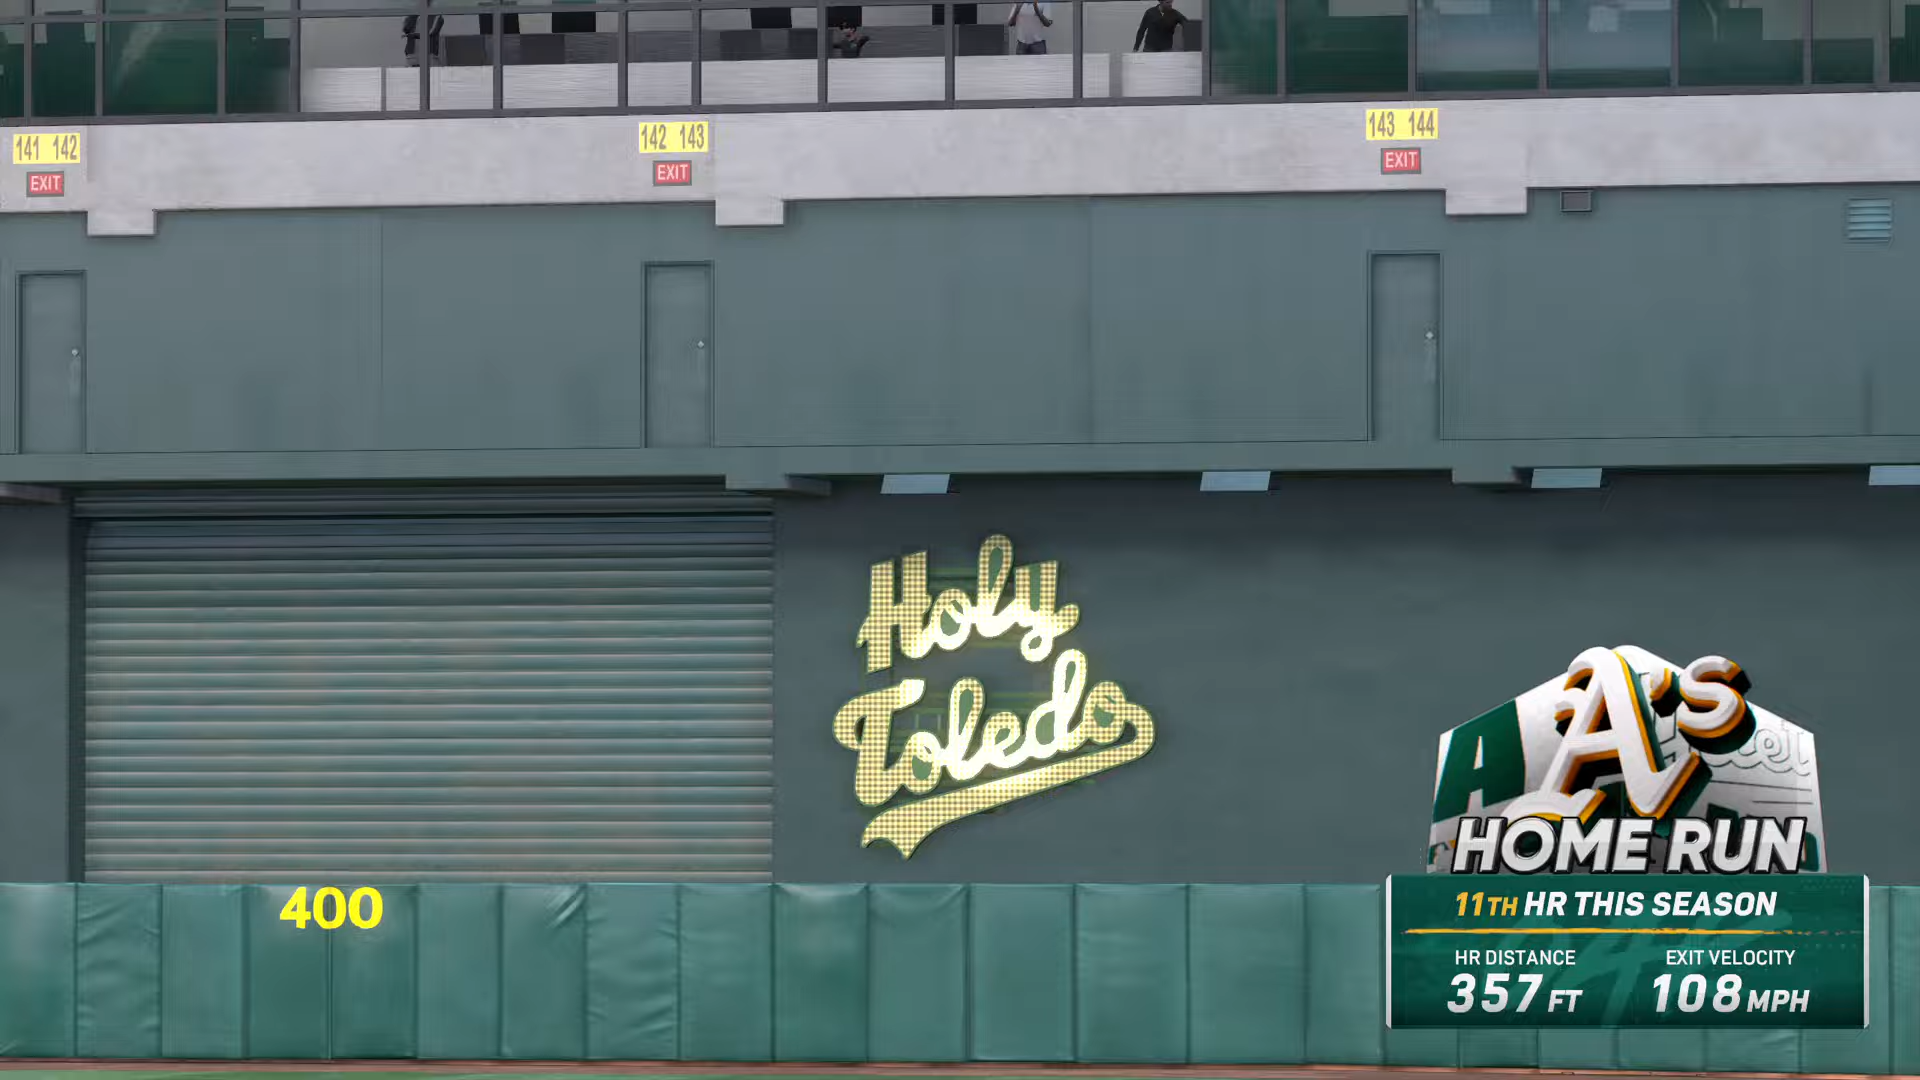 141 142
EXIT
142 143
EXIT
143 144
EXIT
Holy
Toledo
400
A's
HOME RUN
11TH HR THIS SEASON
HR DISTANCE
357 FT
EXIT VELOCITY
108 MPH